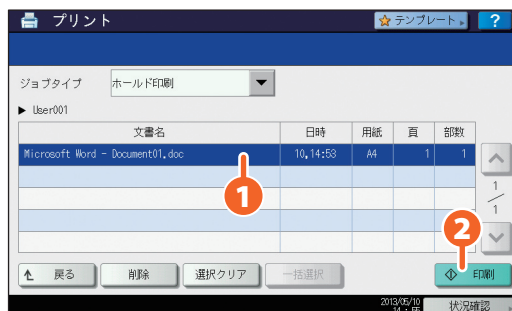 プリント
テンプレート
?
ジョブタイプ ホールド印刷
User001
文書名 日時 用紙 頁 部数
Microsoft Word - Document01.doc 10,14:53 A4 1 1
1
1
1
2
戻る 削除 選択クリア 一括選択 印刷
2013/05/10
状況確認